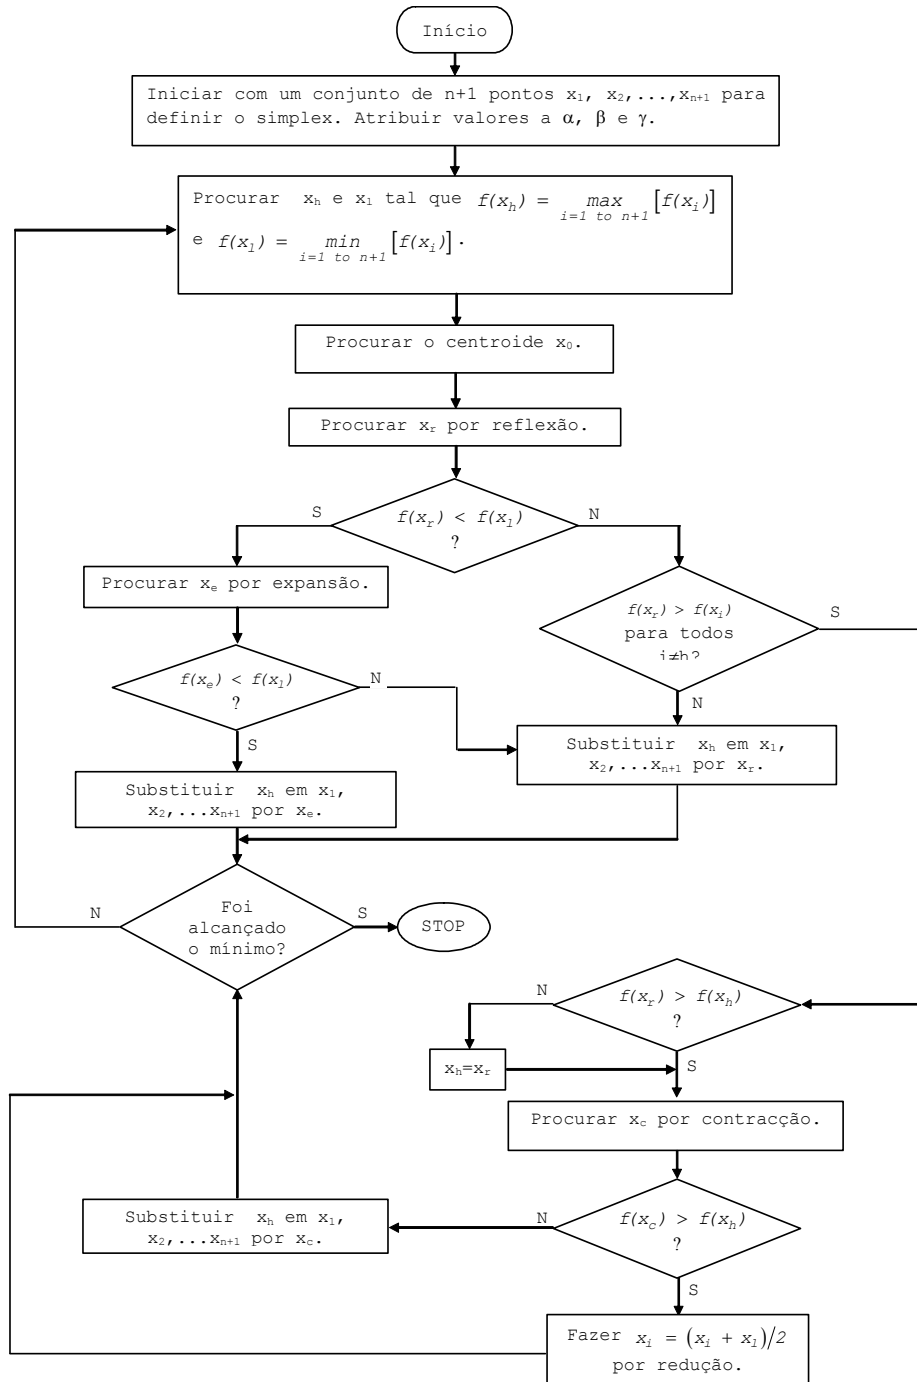 Início
Iniciar com um conjunto de n+1 pontos x₁, x₂,...,xₙ₊₁ para
definir o simplex. Atribuir valores a α, β e γ.
Procurar xₕ e xₗ tal que f(xₕ) = max [f(xᵢ)]
i=1 to n+1
e f(xₗ) = min [f(xᵢ)].
i=1 to n+1
Procurar o centroide x₀.
Procurar xᵣ por reflexão.
S
f(xᵣ) < f(xₗ)
?
N
Procurar xₑ por expansão.
f(xᵣ) > f(xᵢ)
para todos
i≠h?
S
f(xₑ) < f(xₗ)
?
N
N
S
Substituir xₕ em x₁,
x₂,...xₙ₊₁ por xᵣ.
Substituir xₕ em x₁,
x₂,...xₙ₊₁ por xₑ.
N
Foi
alcançado
o mínimo?
S
STOP
N
f(xᵣ) > f(xₕ)
?
S
xₕ=xᵣ
Procurar x꜀ por contracção.
Substituir xₕ em x₁,
x₂,...xₙ₊₁ por x꜀.
N
f(x꜀) > f(xₕ)
?
S
Fazer xᵢ = (xᵢ + xₗ)/2
por redução.